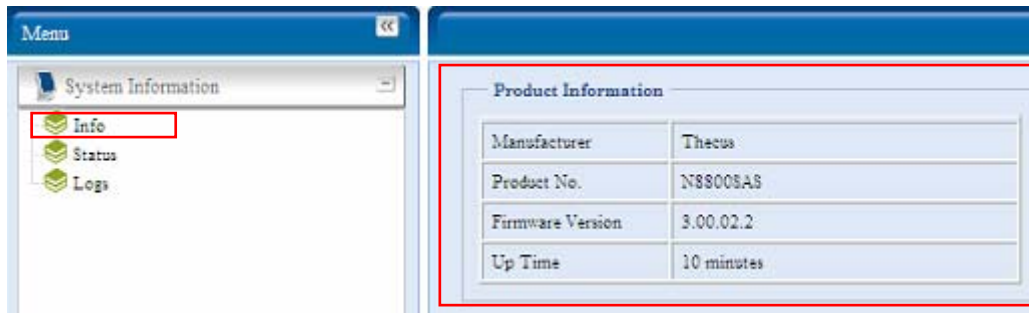 Menu
System Information
Info
Status
Logs
Product Information
Manufacturer Thecus
Product No. N8800SAS
Firmware Version 3.00.02.2
Up Time 10 minutes